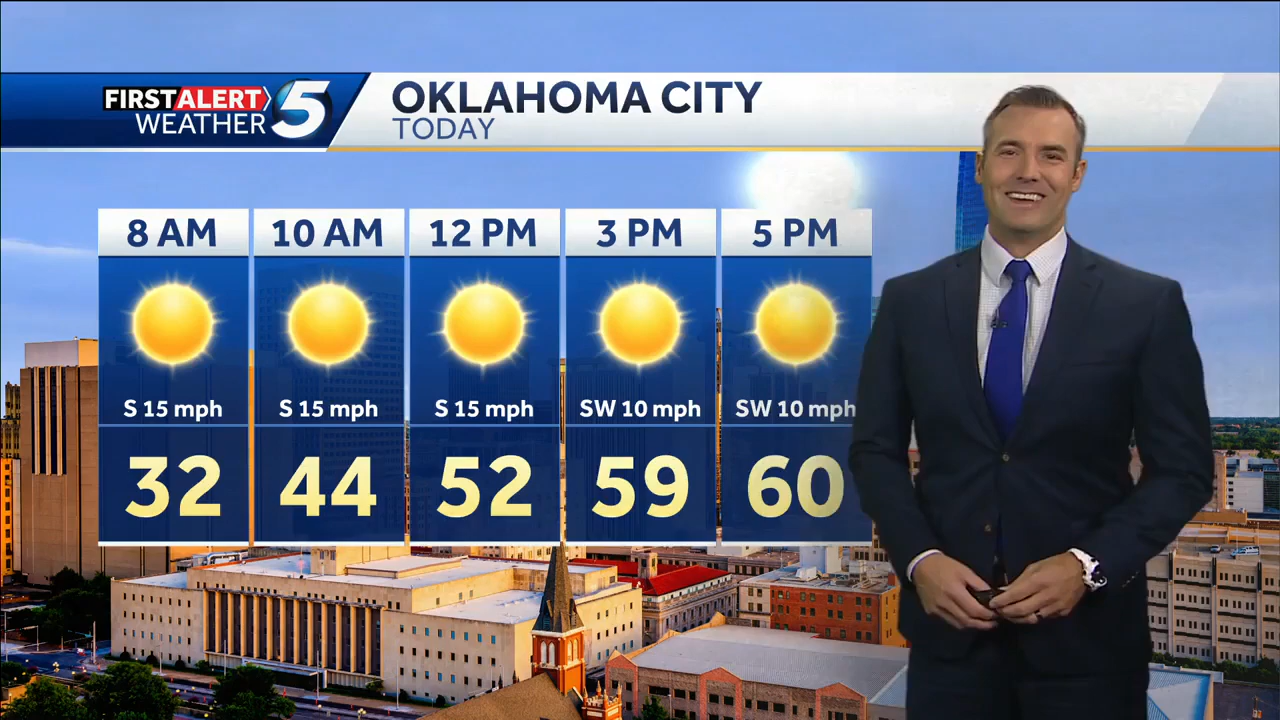 FIRST ALERT 5
WEATHER
OKLAHOMA CITY
TODAY
8 AM 10 AM 12 PM 3 PM 5 PM
S 15 mph S 15 mph S 15 mph SW 10 mph SW 10 mph
32 44 52 59 60